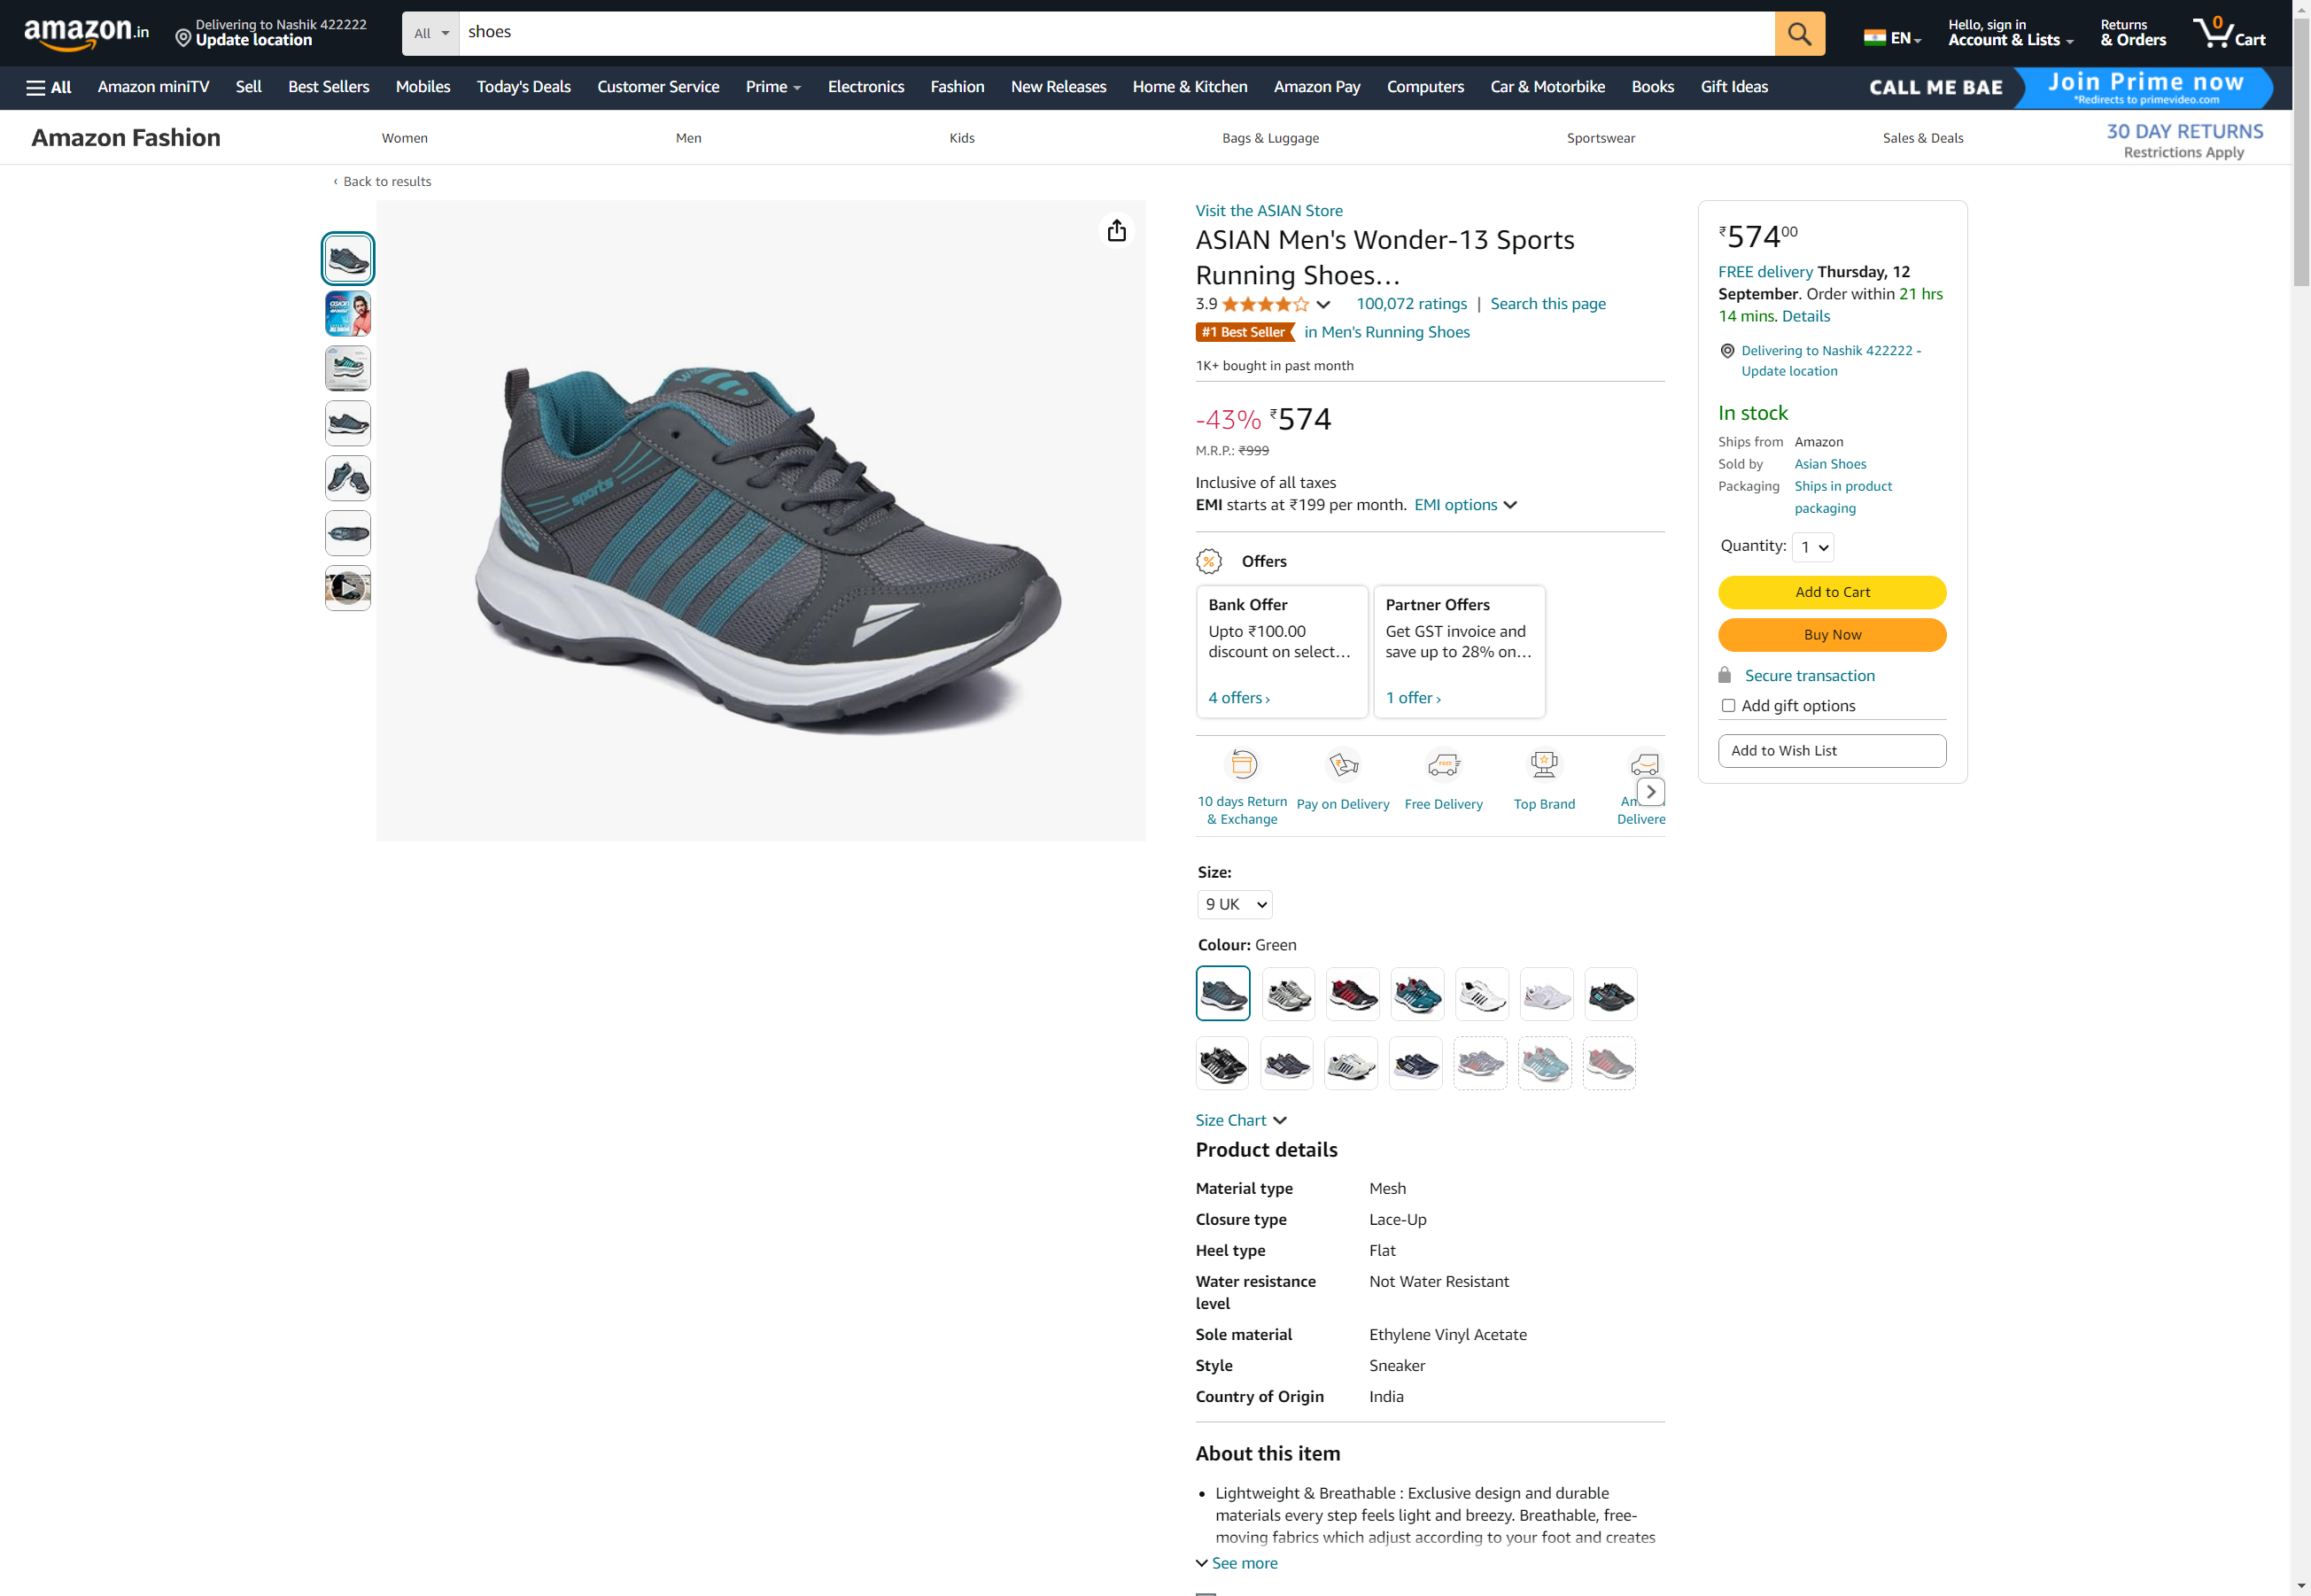 amazon.in
Delivering to Nashik 422222
Update location
All
shoes
EN
Hello, sign in
Account & Lists
Returns
& Orders
0
Cart
All
Amazon miniTV
Sell
Best Sellers
Mobiles
Today's Deals
Customer Service
Prime
Electronics
Fashion
New Releases
Home & Kitchen
Amazon Pay
Computers
Car & Motorbike
Books
Gift Ideas
CALL ME BAE
Join Prime now
*Redirects to primevideo.com
Amazon Fashion
Women
Men
Kids
Bags & Luggage
Sportswear
Sales & Deals
30 DAY RETURNS
Restrictions Apply
‹ Back to results
sports
Visit the ASIAN Store
ASIAN Men's Wonder-13 Sports
Running Shoes…
3.9
100,072 ratings | Search this page
#1 Best Seller in Men's Running Shoes
1K+ bought in past month
-43% ₹574
M.R.P.: ₹999
Inclusive of all taxes
EMI starts at ₹199 per month. EMI options
Offers
Bank Offer
Upto ₹100.00
discount on select…
4 offers ›
Partner Offers
Get GST invoice and
save up to 28% on…
1 offer ›
10 days Return
& Exchange
Pay on Delivery
FREE
Free Delivery
Top Brand
Delivere
Size:
9 UK
Colour: Green
Size Chart
Product details
Material type Mesh
Closure type Lace-Up
Heel type Flat
Water resistance Not Water Resistant
level
Sole material Ethylene Vinyl Acetate
Style Sneaker
Country of Origin India
About this item
• Lightweight & Breathable : Exclusive design and durable
materials every step feels light and breezy. Breathable, free-
moving fabrics which adjust according to your foot and creates
See more
₹57400
FREE delivery Thursday, 12
September. Order within 21 hrs
14 mins. Details
Delivering to Nashik 422222 -
Update location
In stock
Ships from Amazon
Sold by Asian Shoes
Packaging Ships in product
packaging
Quantity: 1
Add to Cart
Buy Now
Secure transaction
Add gift options
Add to Wish List